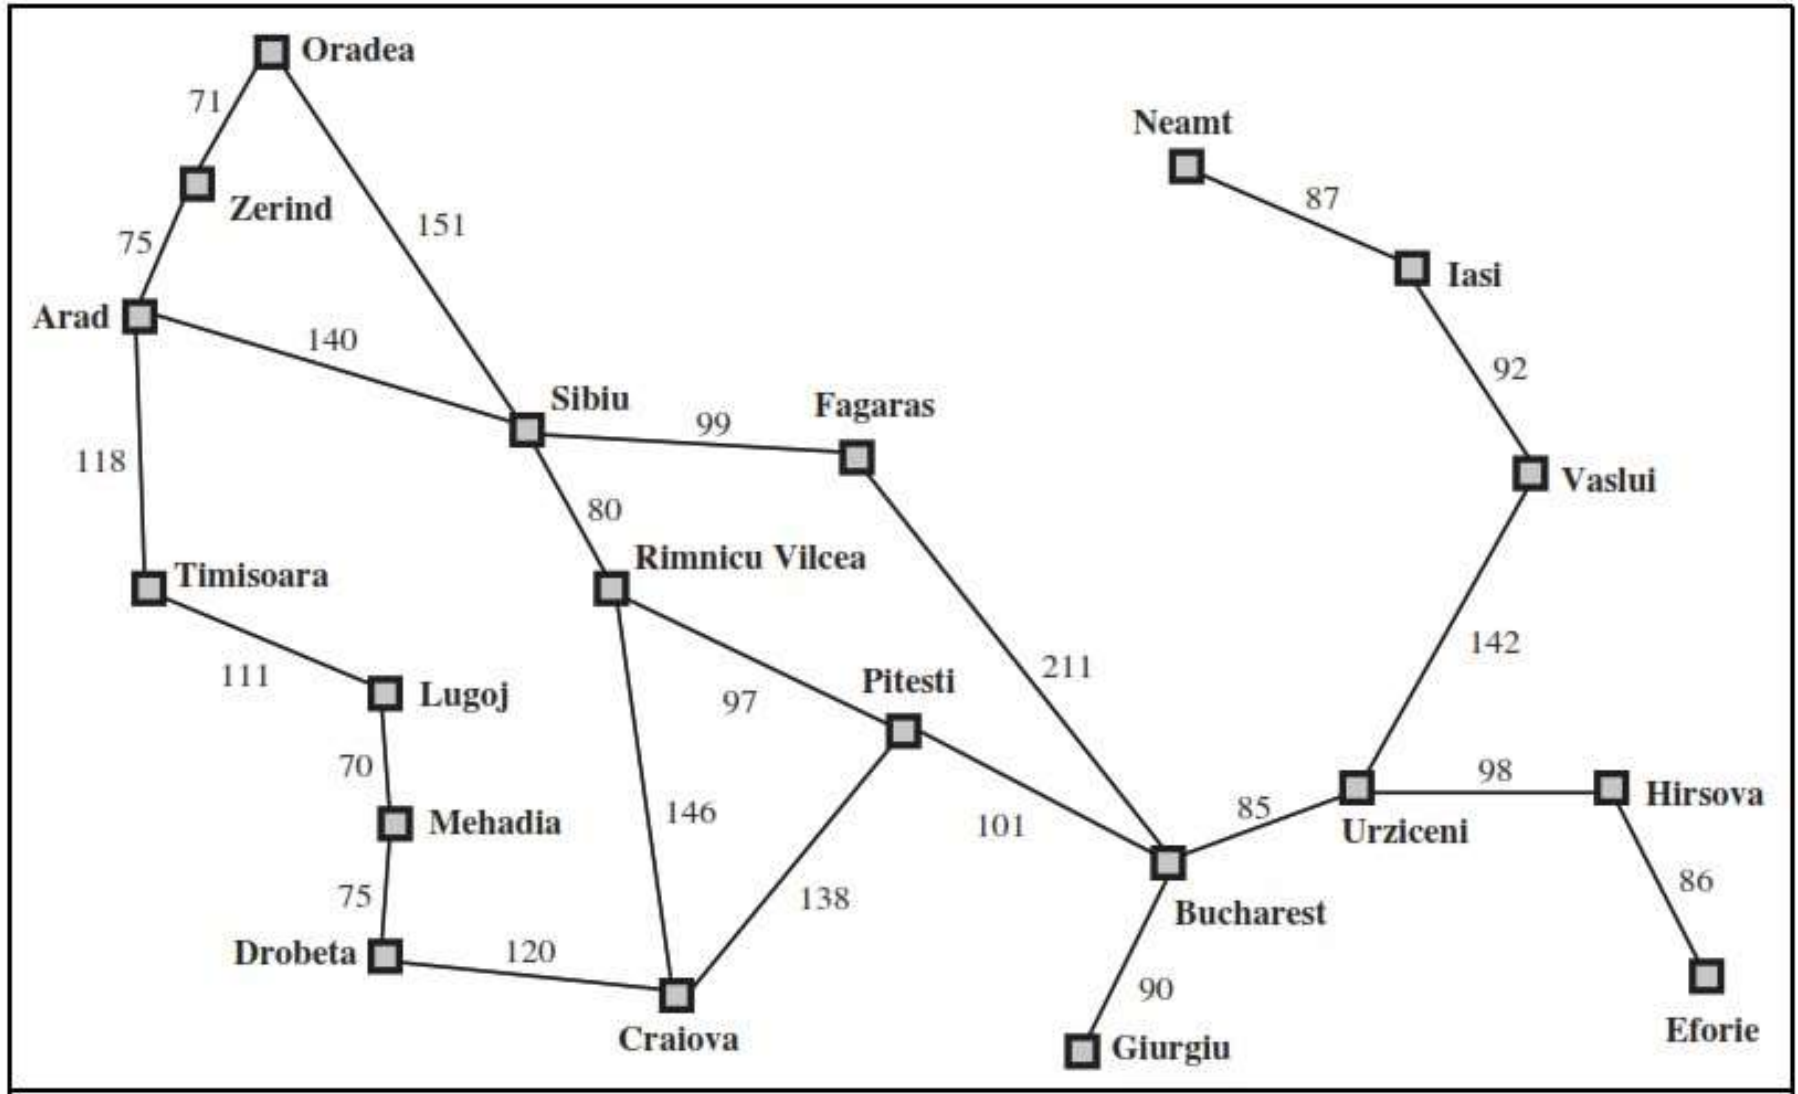 Oradea
71
Neamt
87
Zerind
151
75
Iasi
Arad
140
92
Sibiu
Fagaras
99
118
Vaslui
80
Rimnicu Vilcea
Timisoara
142
211
111
Lugoj
Pitesti
97
70
98
Hirsova
146
85
Mehadia
101
Urziceni
86
75
138
Bucharest
Drobeta
120
90
Eforie
Craiova
Giurgiu